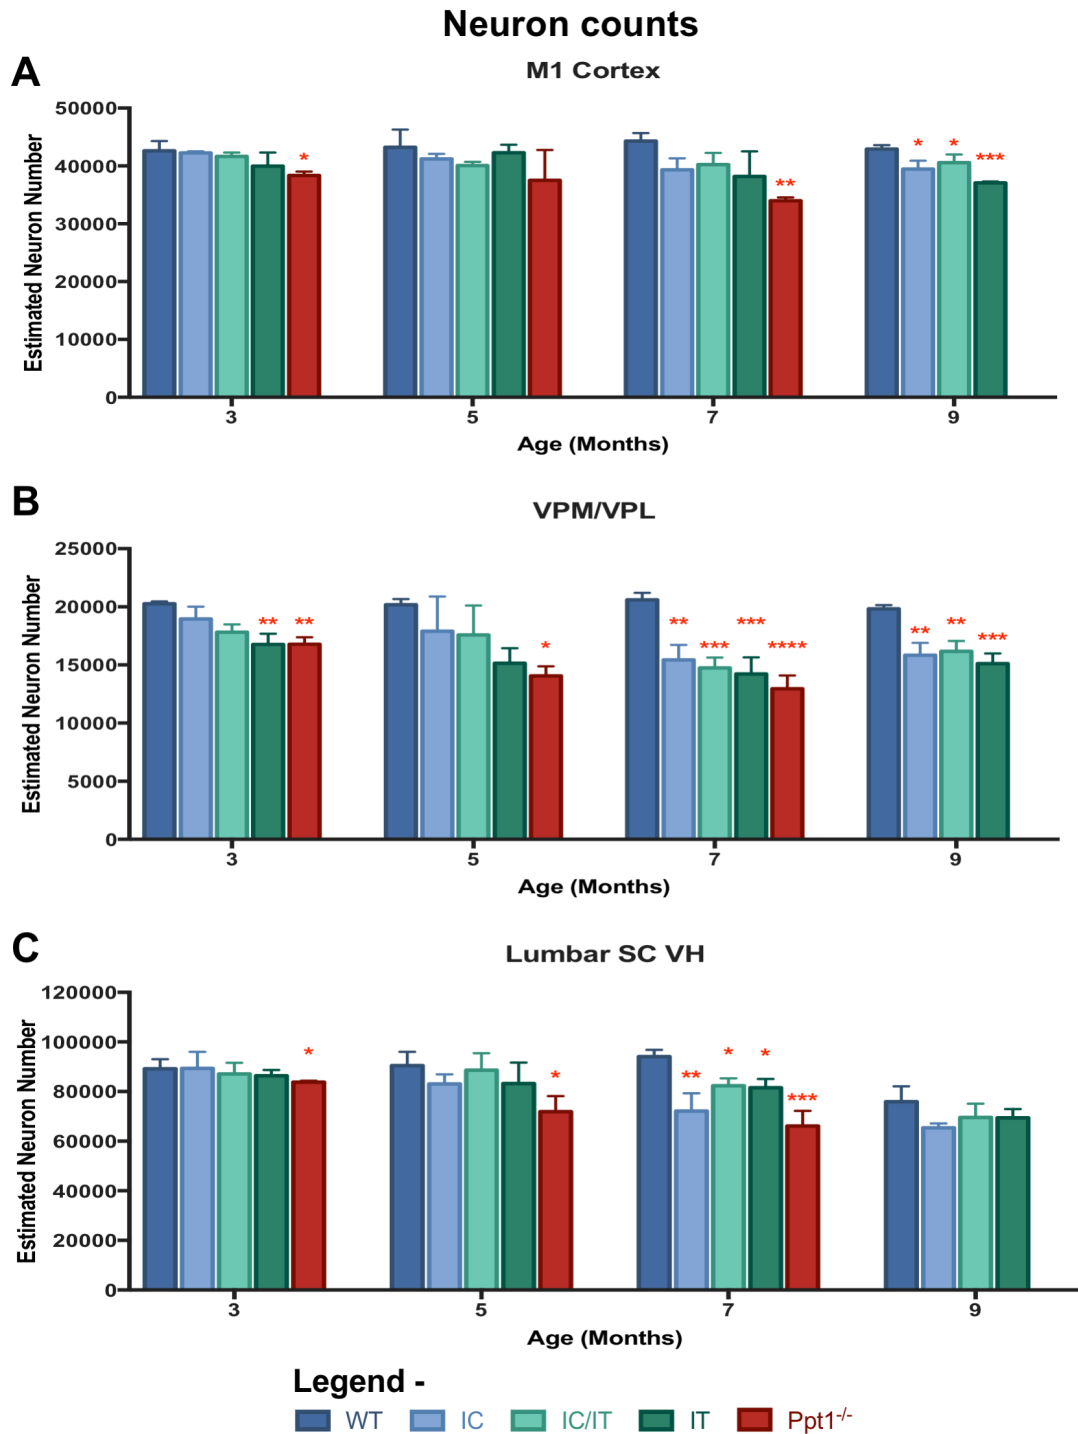 Neuron counts
A
M1 Cortex
Estimated Neuron Number
50000
40000
30000
20000
10000
0
* ** * * ***
3 5 7 9
Age (Months)
B
VPM/VPL
Estimated Neuron Number
25000
20000
15000
10000
5000
0
** ** * ** *** *** **** ** ** ***
3 5 7 9
Age (Months)
C
Lumbar SC VH
Estimated Neuron Number
120000
100000
80000
60000
40000
20000
0
* * ** * * ***
3 5 7 9
Age (Months)
Legend -
WT IC IC/IT IT Ppt1-/-